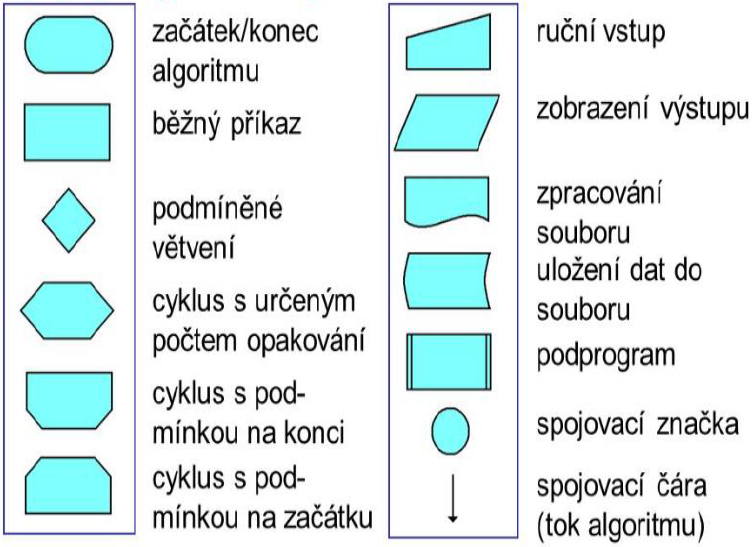 začátek/konec
algoritmu
běžný příkaz
podmíněné
větvení
cyklus s určeným
počtem opakování
cyklus s pod-
mínkou na konci
cyklus s pod-
mínkou na začátku
ruční vstup
zobrazení výstupu
zpracování
souboru
uložení dat do
souboru
podprogram
spojovací značka
spojovací čára
(tok algoritmu)